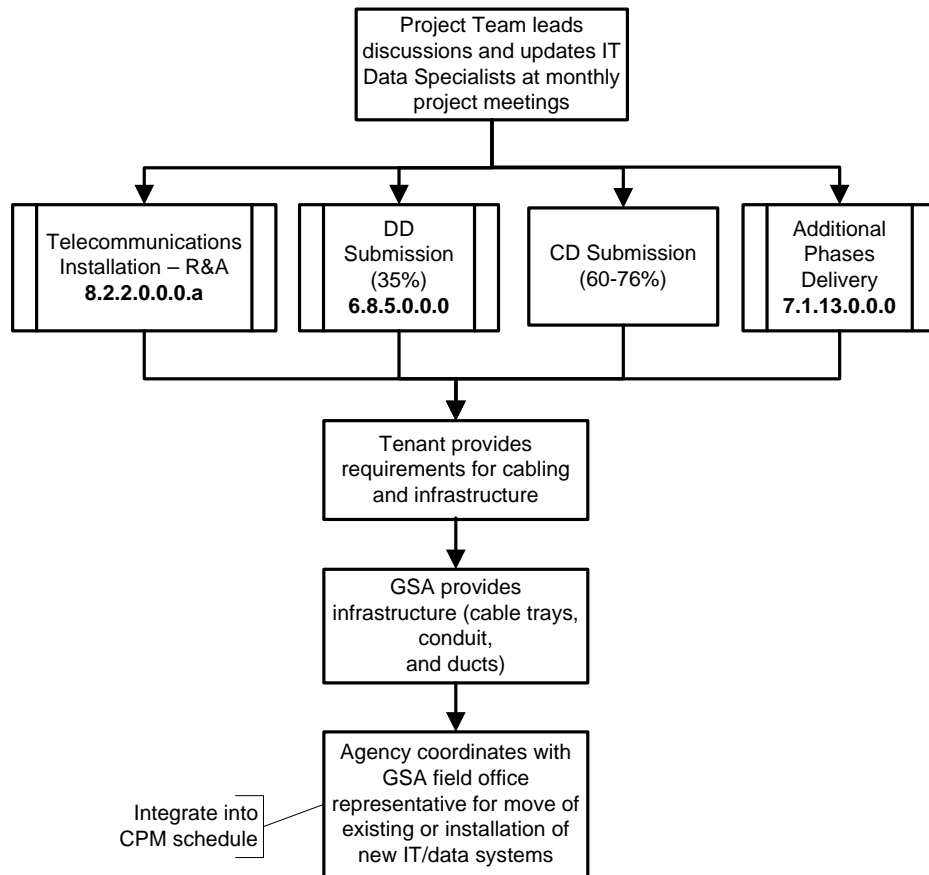 Project Team leads
discussions and updates IT
Data Specialists at monthly
project meetings
Telecommunications
Installation – R&A
8.2.2.0.0.0.a
DD
Submission
(35%)
6.8.5.0.0.0
CD Submission
(60-76%)
Additional
Phases
Delivery
7.1.13.0.0.0
Tenant provides
requirements for cabling
and infrastructure
GSA provides
infrastructure (cable trays,
conduit,
and ducts)
Agency coordinates with
GSA field office
representative for move of
existing or installation of
new IT/data systems
Integrate into
CPM schedule